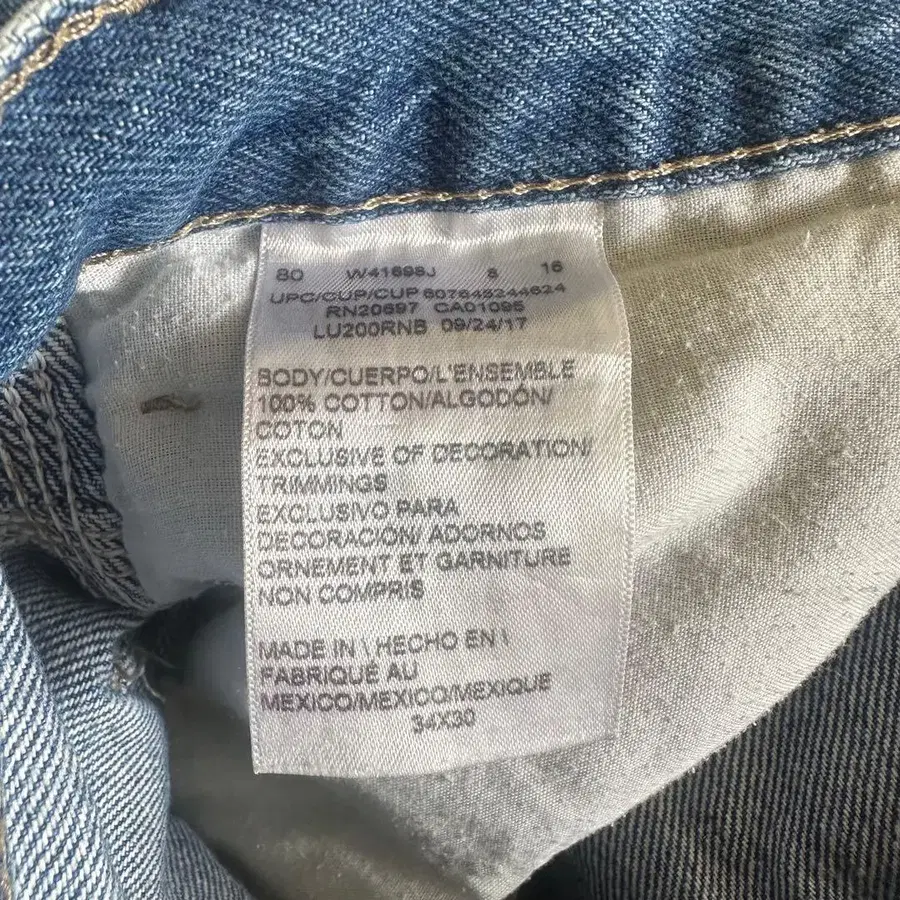 80 W41698J 8 16
UPC/CUP/CUP 607645244624
RN20697 CA01095
LU200RNB 09/24/17
BODY/CUERPO/L'ENSEMBLE
100% COTTON/ALGODÓN/
COTON
EXCLUSIVE OF DECORATION/
TRIMMINGS
EXCLUSIVO PARA
DECORACION/ ADORNOS
ORNEMENT ET GARNITURE
NON COMPRIS
MADE IN \ HECHO EN \
FABRIQUÉ AU
MEXICO/MEXICO/MEXIQUE
34X30